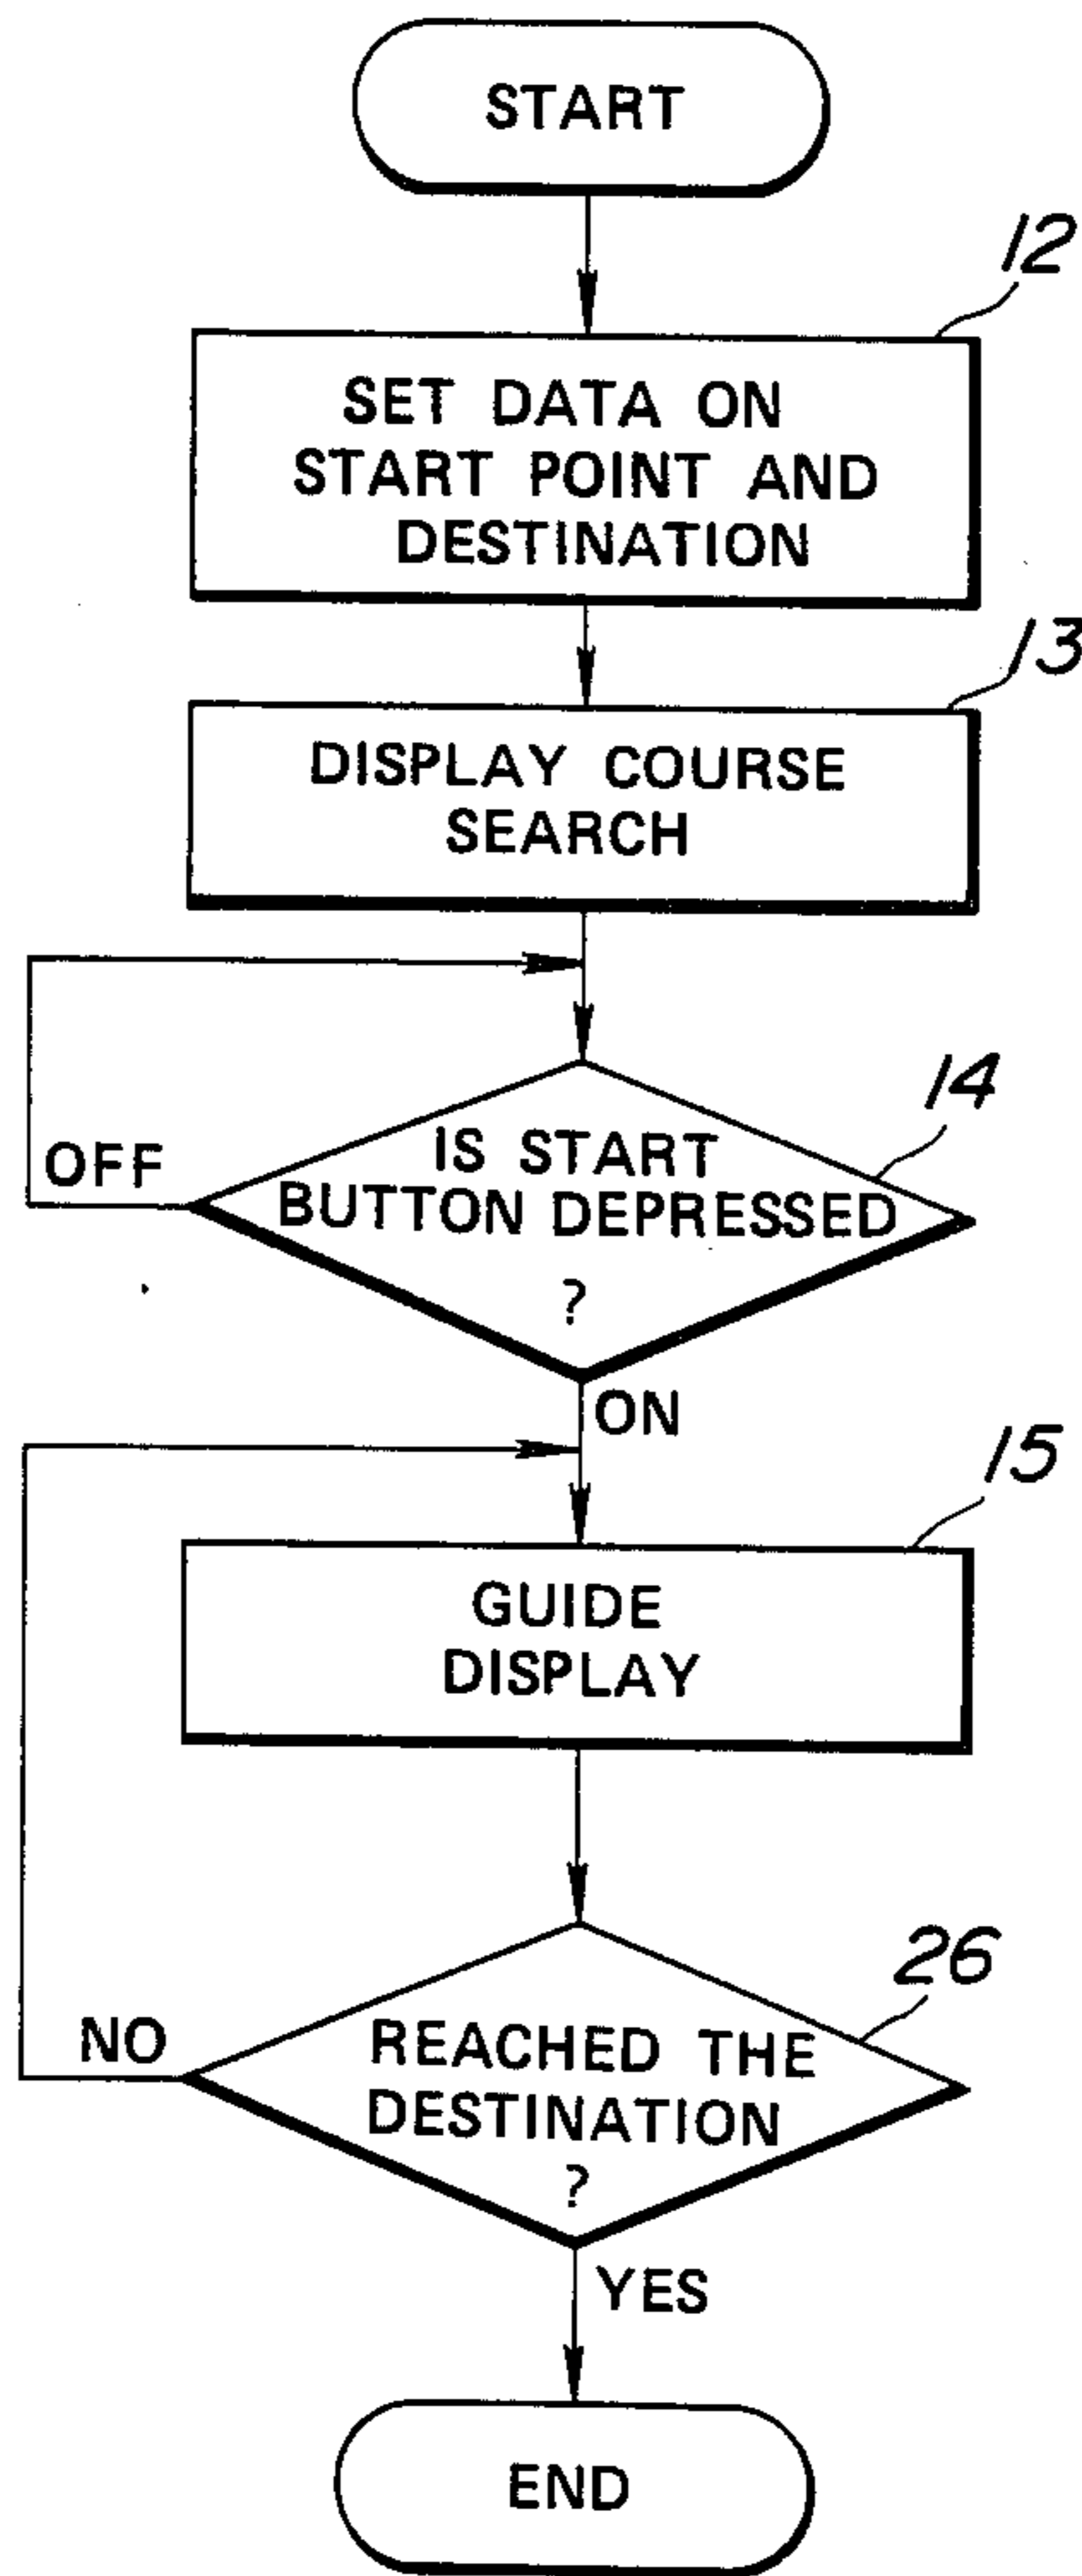 START
12
SET DATA ON
START POINT AND
DESTINATION
13
DISPLAY COURSE
SEARCH
14
IS START
BUTTON DEPRESSED
?
OFF
ON
15
GUIDE
DISPLAY
26
REACHED THE
DESTINATION
?
NO
YES
END